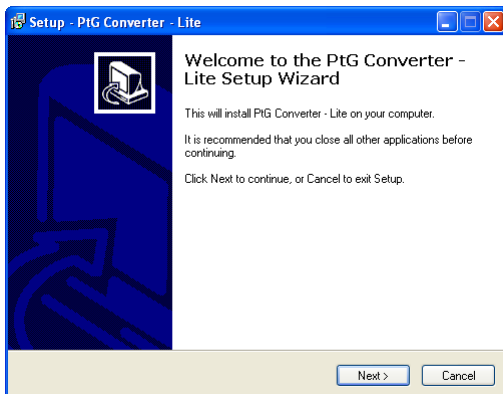 Setup - PtG Converter - Lite
Welcome to the PtG Converter -
Lite Setup Wizard
This will install PtG Converter - Lite on your computer.
It is recommended that you close all other applications before
continuing.
Click Next to continue, or Cancel to exit Setup.
Next >
Cancel